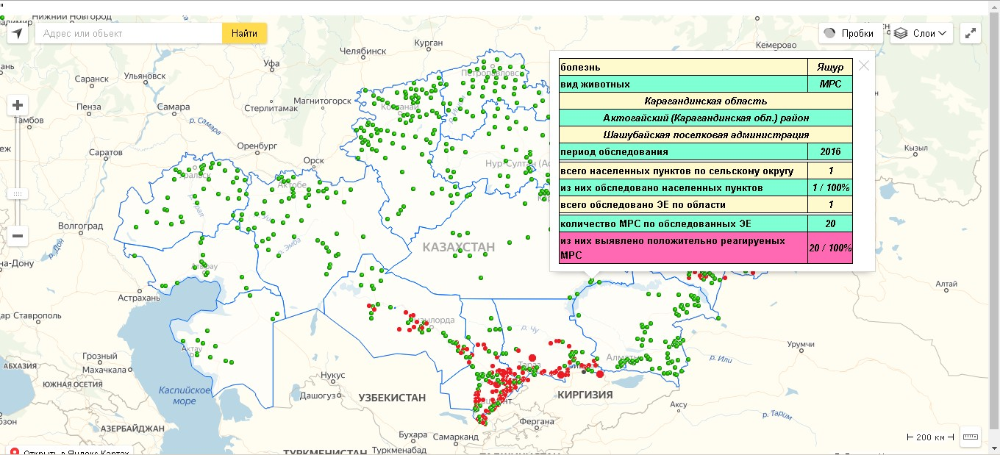 "
НИЖНИЙ НОВГОРОД
Адрес или объект
Найти
Пробки
Слои
Кемерово
Курган
Челябинск
Уфа
Петропавловск
Саранск
Ульяновск
Магнитогорск
Стерлитамак
Костанай
Пенза
Самара
Тамбов
р. Самара
Оренбург
Саратов
Орск
Кызыл
Нур-Султан (Ас
Уральск
Актобе
р. Урал
Волгоград
р. Дон
на-Дону
р. Эмба
КАЗАХСТАН
Атырау
Астрахань
Алтай
Ставрополь
Кызылорда
р. Чу
Актау
Урумчи
р. Или
Грозный
Махачкала
АБХАЗИЯ
ЮЖНАЯ ОСЕТИЯ
Тараз
Алматы
Нукус
Дашогуз
Каспийское
море
УЗБЕКИСТАН
КИРГИЗИЯ
Аксу
р. Тарим
Фергана
АЗЕРБАЙДЖАН
Бухара
Самарканд
200 км
Открыть в Яндекс.Картах
ТУРКМЕНИСТАН
Туркменабад
болезнь Ящур
вид животных МРС
Карагандинская область
Актогайский (Карагандинская обл.) район
Шашубайская поселковая администрация
период обследования 2016
всего населенных пунктов по сельскому округу 1
из них обследовано населенных пунктов 1 / 100%
всего обследовано ЭЕ по области 1
количество МРС по обследованных ЭЕ 20
из них выявлено положительно реагируемых
МРС 20 / 100%